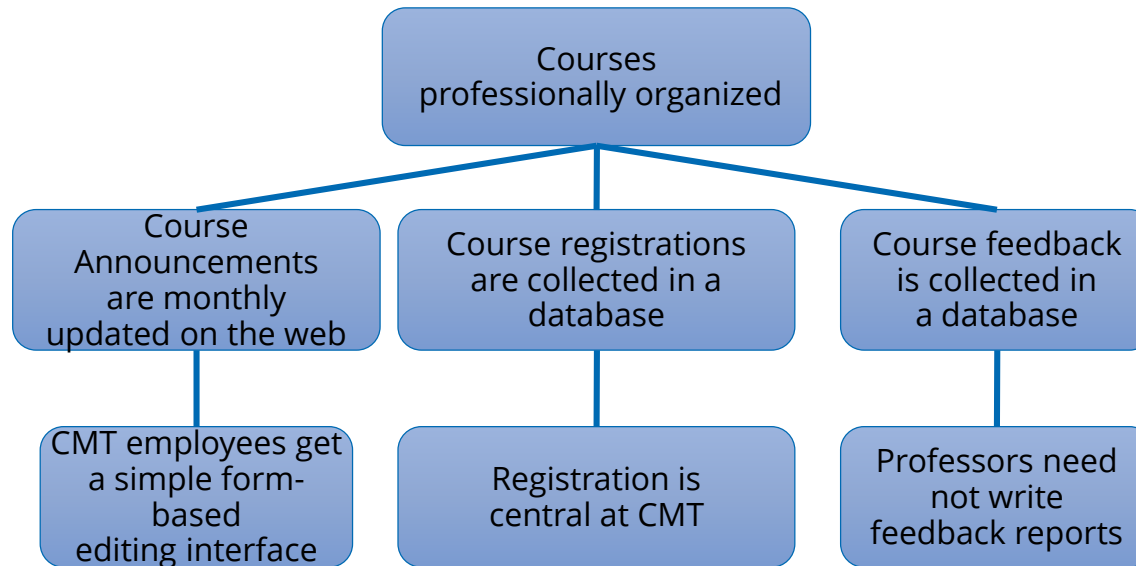 Courses
professionally organized
Course
Announcements
are monthly
updated on the web
Course registrations
are collected in a
database
Course feedback
is collected in
a database
CMT employees get
a simple form-
based
editing interface
Registration is
central at CMT
Professors need
not write
feedback reports